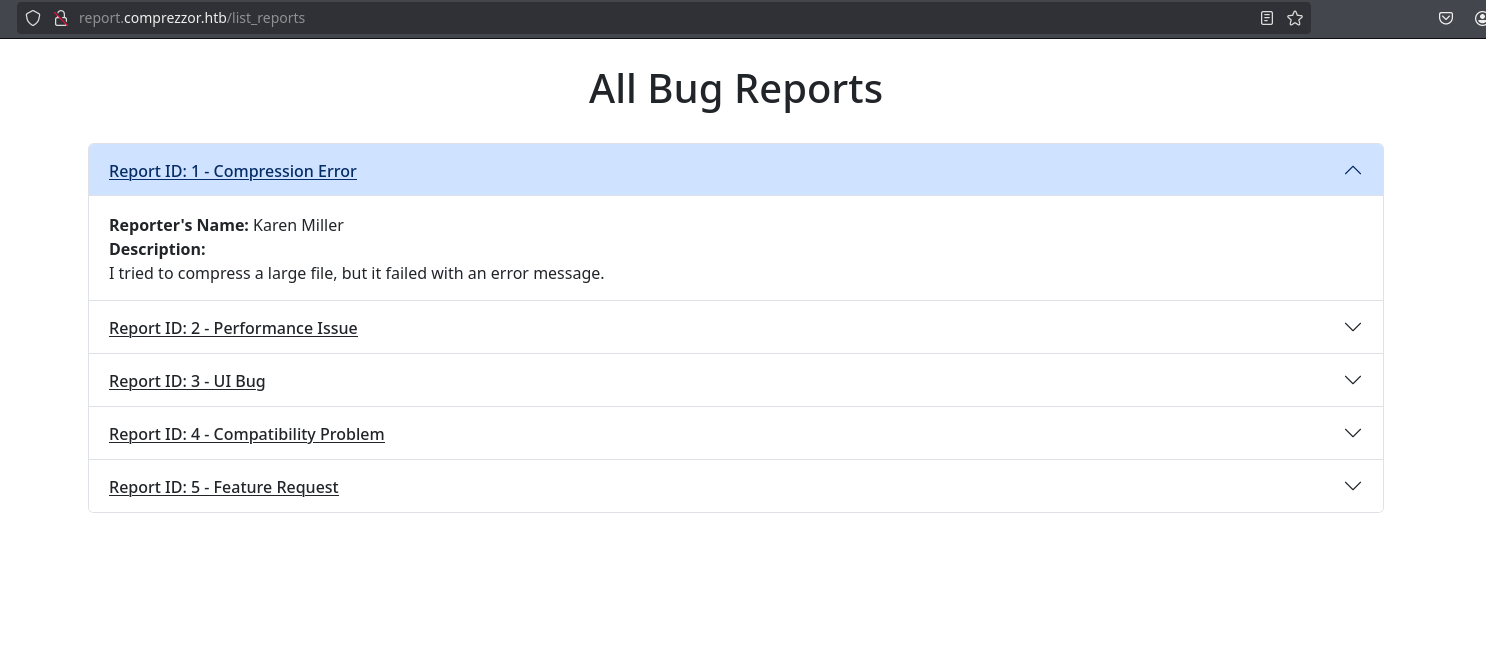 report.comprezzor.htb/list_reports
All Bug Reports
Report ID: 1 - Compression Error
Reporter's Name: Karen Miller
Description:
I tried to compress a large file, but it failed with an error message.
Report ID: 2 - Performance Issue
Report ID: 3 - UI Bug
Report ID: 4 - Compatibility Problem
Report ID: 5 - Feature Request